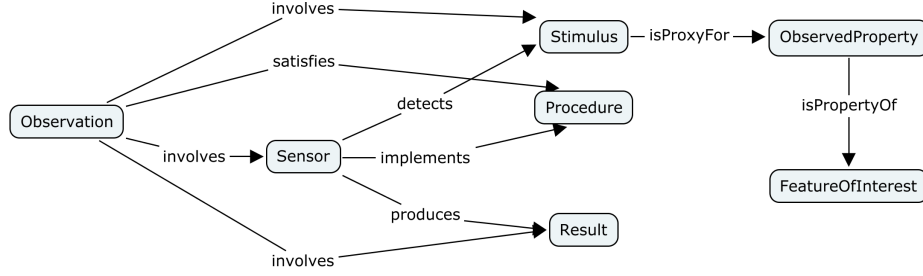 involves
Stimulus
isProxyFor
ObservedProperty
satisfies
detects
Procedure
isPropertyOf
Observation
involves
Sensor
implements
FeatureOfInterest
produces
Result
involves